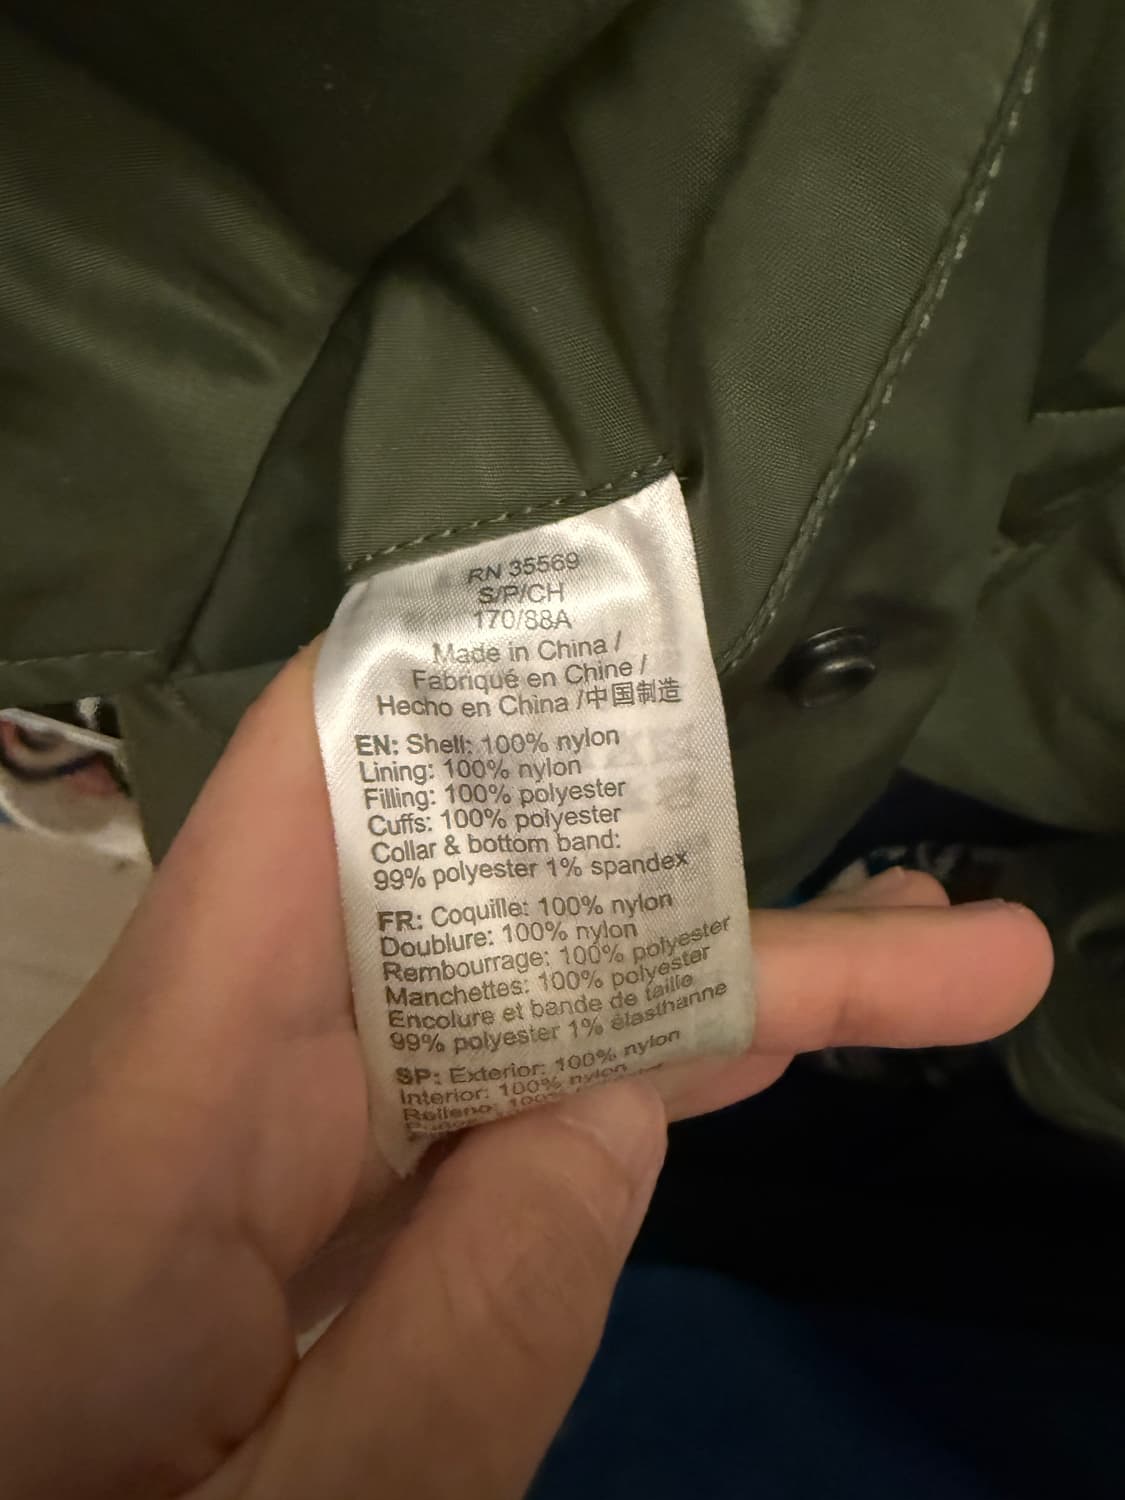 RN 35569
S/P/CH
170/88A
Made in China /
Fabriqué en Chine /
Hecho en China /中国制造
EN: Shell: 100% nylon
Lining: 100% nylon
Filling: 100% polyester
Cuffs: 100% polyester
Collar & bottom band:
99% polyester 1% spandex
FR: Coquille: 100% nylon
Doublure: 100% nylon
Rembourrage: 100% polyester
Manchettes: 100% polyester
Encolure et bande de taille
99% polyester 1% élasthanne
SP: Exterior: 100% nylon
Interior: 100% nylon
Relleno: 100%